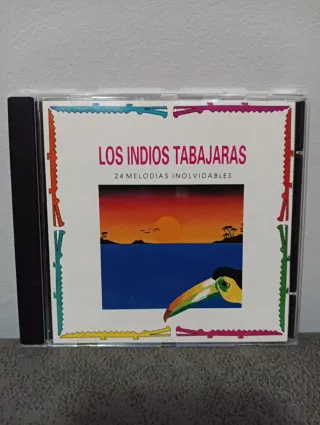 LOS INDIOS TABAJARAS
24 MELODIAS INOLVIDABLES